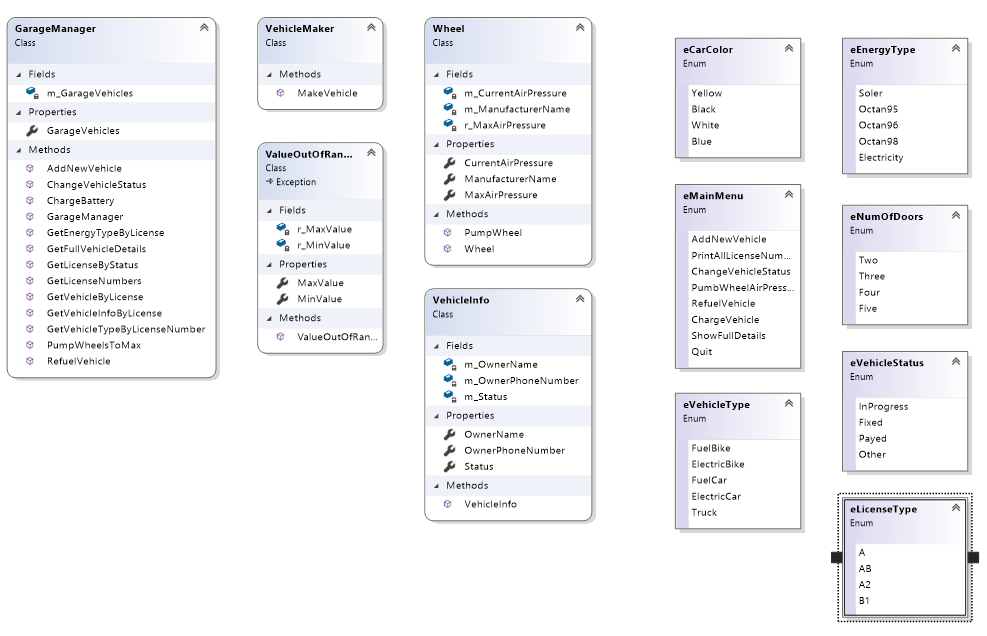 GarageManager
Class
Fields
m_GarageVehicles
Properties
GarageVehicles
Methods
AddNewVehicle
ChangeVehicleStatus
ChargeBattery
GarageManager
GetEnergyTypeByLicense
GetFullVehicleDetails
GetLicenseByStatus
GetLicenseNumbers
GetVehicleByLicense
GetVehicleInfoByLicense
GetVehicleTypeByLicenseNumber
PumpWheelsToMax
RefuelVehicle
VehicleMaker
Class
Methods
MakeVehicle
ValueOutOfRan...
Class
Exception
Fields
r_MaxValue
r_MinValue
Properties
MaxValue
MinValue
Methods
ValueOutOfRan...
Wheel
Class
Fields
m_CurrentAirPressure
m_ManufacturerName
r_MaxAirPressure
Properties
CurrentAirPressure
ManufacturerName
MaxAirPressure
Methods
PumpWheel
Wheel
VehicleInfo
Class
Fields
m_OwnerName
m_OwnerPhoneNumber
m_Status
Properties
OwnerName
OwnerPhoneNumber
Status
Methods
VehicleInfo
eCarColor
Enum
Yellow
Black
White
Blue
eMainMenu
Enum
AddNewVehicle
PrintAllLicenseNum...
ChangeVehicleStatus
PumbWheelAirPress...
RefuelVehicle
ChargeVehicle
ShowFullDetails
Quit
eVehicleType
Enum
FuelBike
ElectricBike
FuelCar
ElectricCar
Truck
eEnergyType
Enum
Soler
Octan95
Octan96
Octan98
Electricity
eNumOfDoors
Enum
Two
Three
Four
Five
eVehicleStatus
Enum
InProgress
Fixed
Payed
Other
eLicenseType
Enum
A
AB
A2
B1